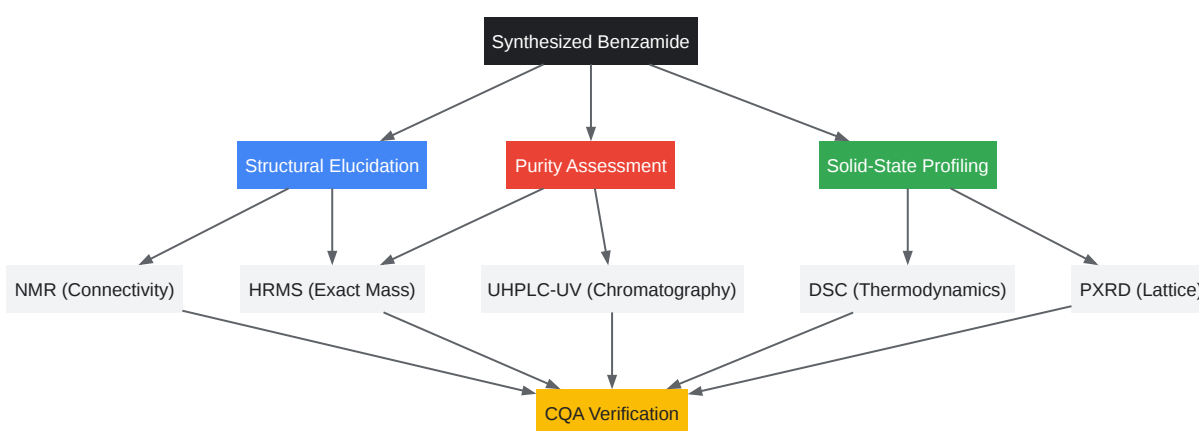 Synthesized Benzamide
Structural Elucidation
Purity Assessment
Solid-State Profiling
NMR (Connectivity)
HRMS (Exact Mass)
UHPLC-UV (Chromatography)
DSC (Thermodynamics)
PXRD (Lattice)
CQA Verification